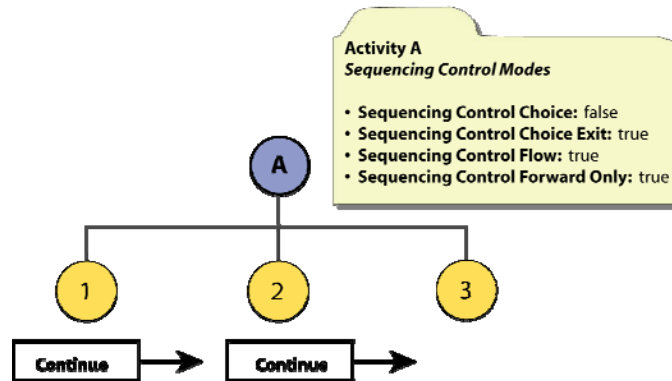 Activity A
Sequencing Control Modes
• Sequencing Control Choice: false
• Sequencing Control Choice Exit: true
• Sequencing Control Flow: true
• Sequencing Control Forward Only: true
A
1 2 3
Continue Continue